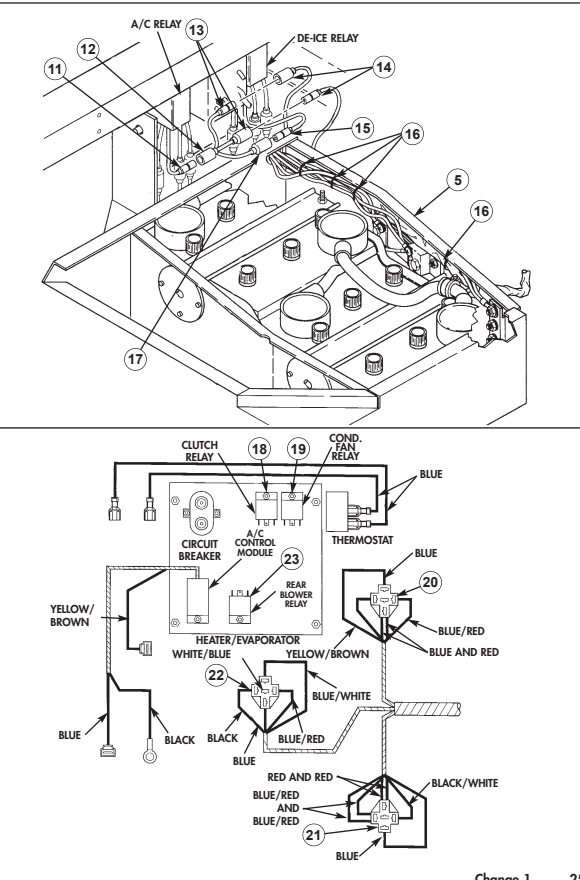 A/C RELAY
13
DE-ICE RELAY
12
11
14
15
16
5
16
17
CLUTCH
RELAY
18
19
COND.
FAN
RELAY
BLUE
CIRCUIT
BREAKER
A/C
CONTROL
MODULE
THERMOSTAT
23
REAR
BLOWER
RELAY
BLUE
20
YELLOW/
BROWN
HEATER/EVAPORATOR
WHITE/BLUE
YELLOW/BROWN
BLUE/RED
BLUE AND RED
22
BLUE/WHITE
BLUE
BLACK
BLACK
BLUE
BLUE/RED
RED AND RED
BLACK/WHITE
BLUE/RED
AND
BLUE/RED
21
BLUE